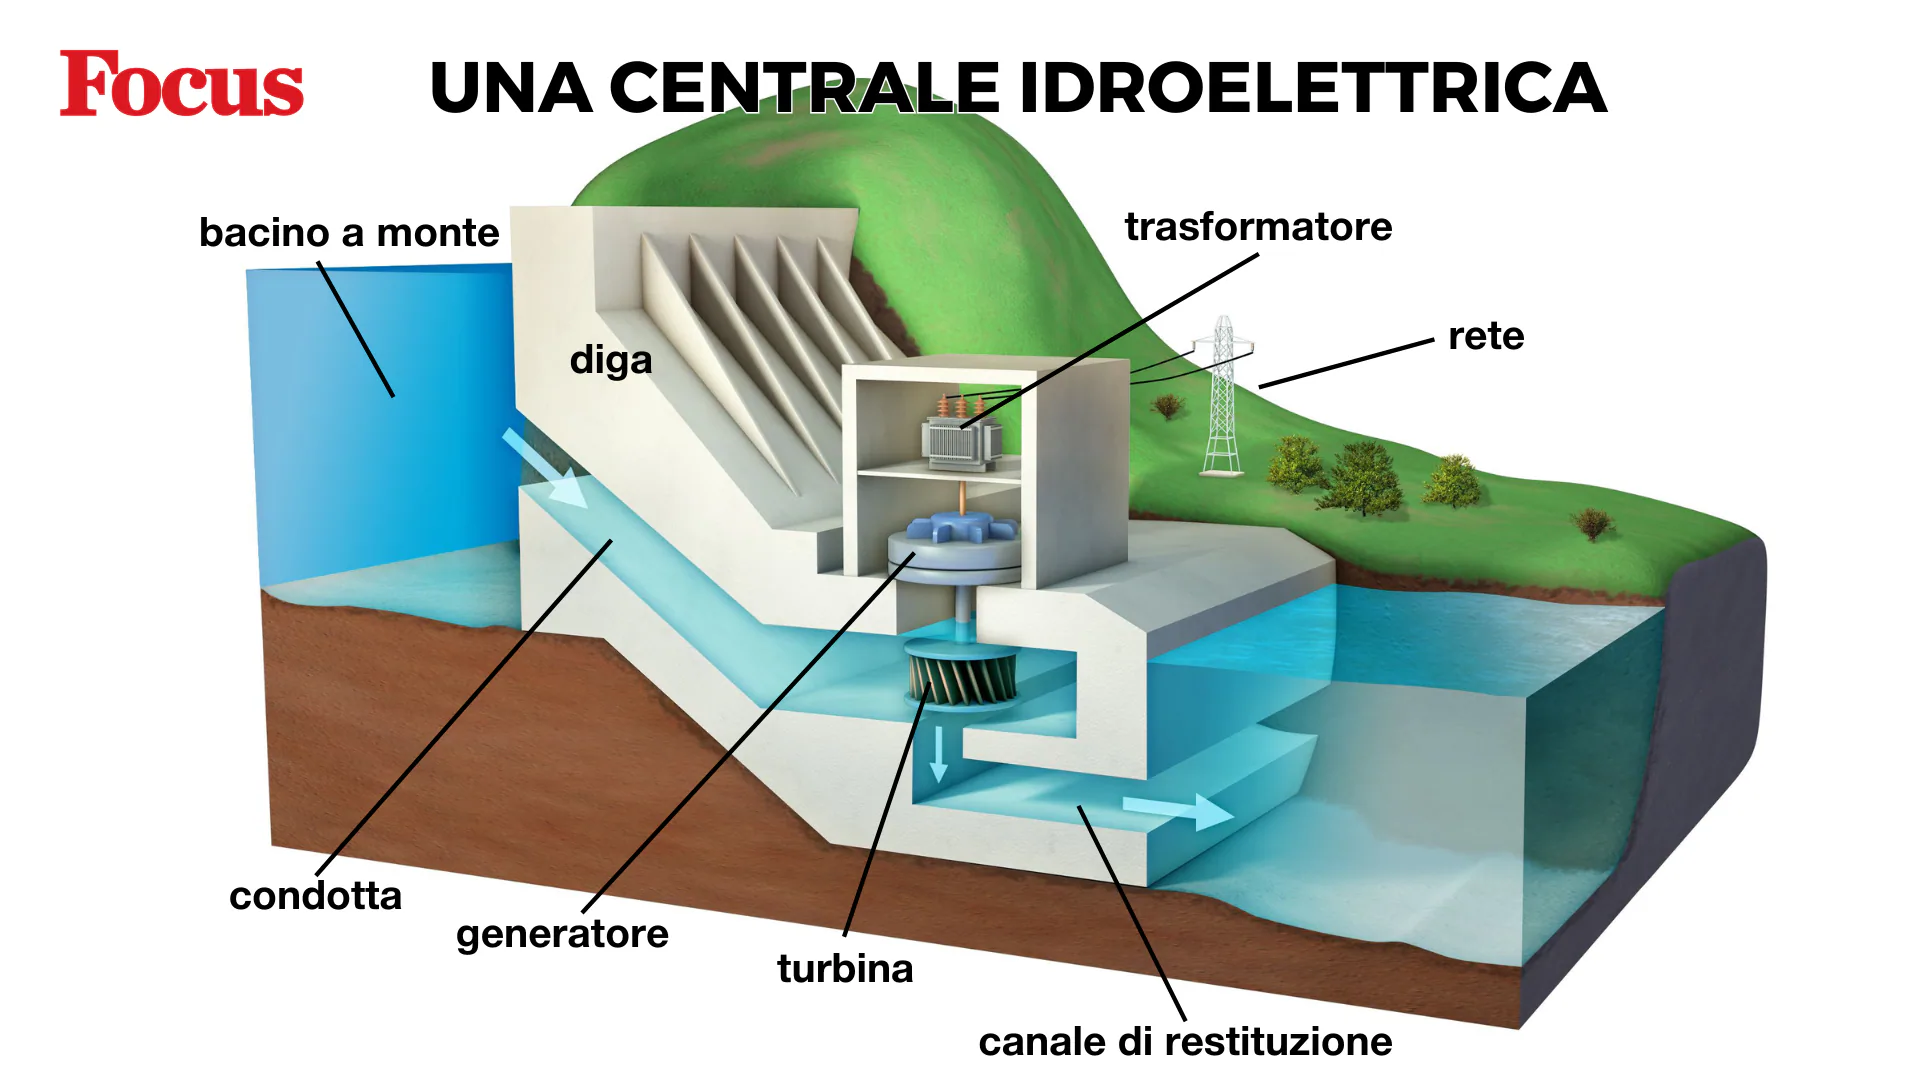 Focus
UNA CENTRALE IDROELETTRICA
bacino a monte
trasformatore
rete
diga
condotta
generatore
turbina
canale di restituzione